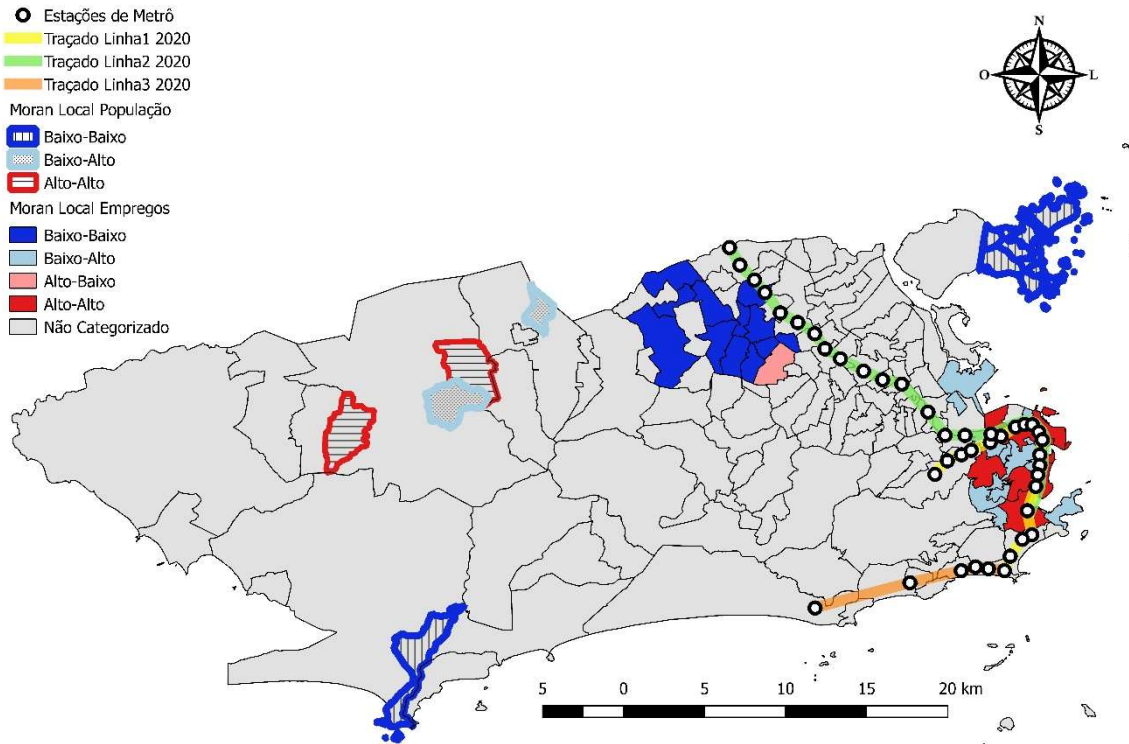 Estações de Metrô
Traçado Linha1 2020
Traçado Linha2 2020
Traçado Linha3 2020
Moran Local População
Baixo-Baixo
Baixo-Alto
Alto-Alto
Moran Local Empregos
Baixo-Baixo
Baixo-Alto
Alto-Baixo
Alto-Alto
Não Categorizado
N
O
L
S
5 0 5 10 15 20 km